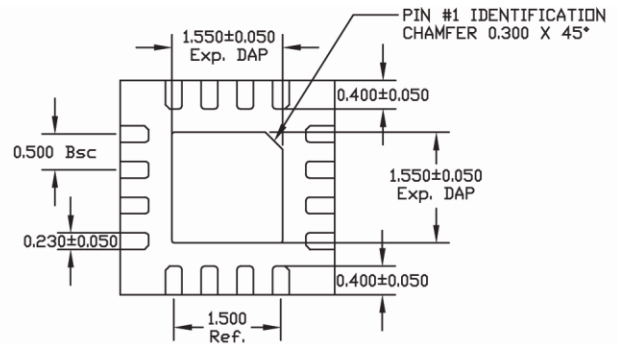 1.550±0.050
Exp. DAP
PIN #1 IDENTIFICATION
CHAMFER 0.300 X 45°
0.400±0.050
0.500 Bsc
1.550±0.050
Exp. DAP
0.230±0.050
0.400±0.050
1.500
Ref.